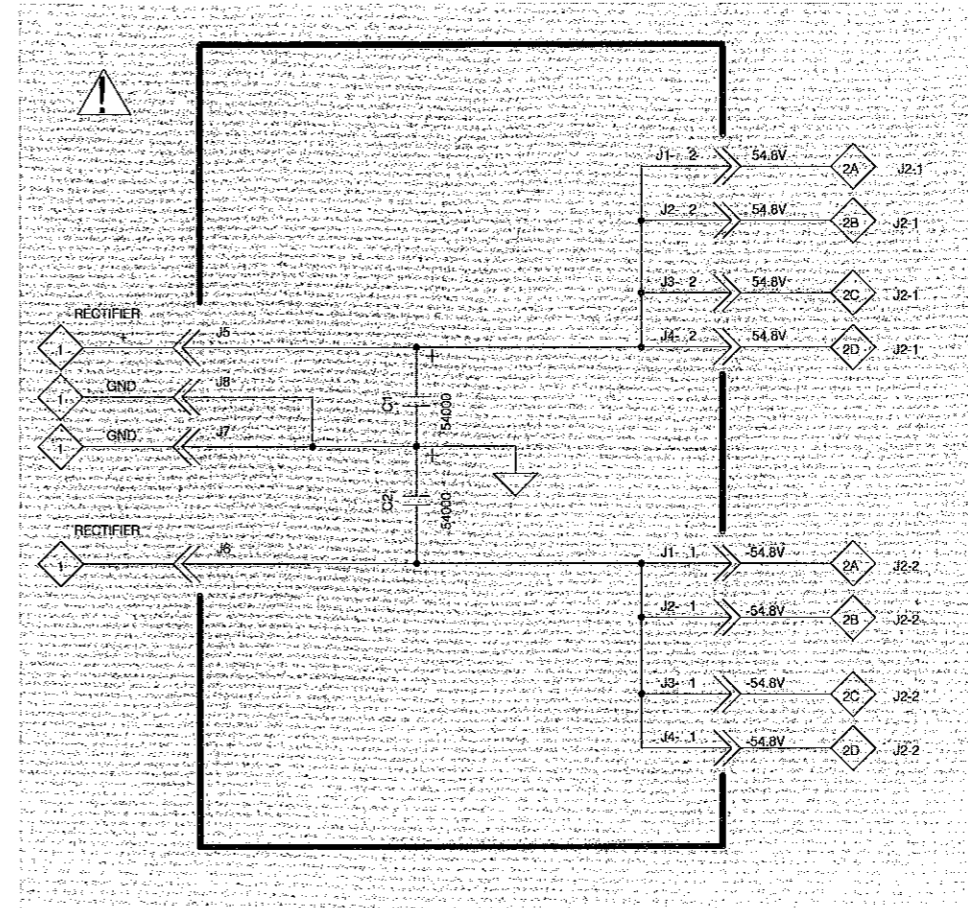 !
J1- 2 54.8V 2A J2-1
J2- 2 54.8V 2B J2-1
J3- 2 54.8V 2C J2-1
RECTIFIER
1 + J5 J4- 2 54.8V 2D J2-1
+
1 GND J8
C1 54000
1 GND J7
+
C2 54000
RECTIFIER
1 - J6 J1- 1 -54.8V 2A J2-2
J2- 1 -54.8V 2B J2-2
J3- 1 -54.8V 2C J2-2
J4- 1 -54.8V 2D J2-2